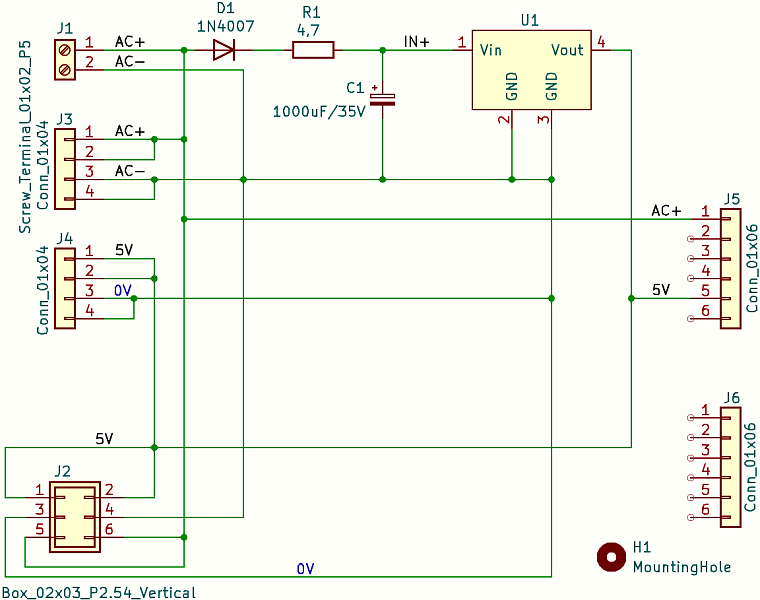 J1
1
2
AC+
AC-
Screw_Terminal_01x02_P5
D1
1N4007
R1
4,7
IN+
C1
+
1000uF/35V
U1
1
Vin
Vout
4
GND
GND
2
3
J3
1
2
3
4
AC+
AC-
Conn_01x04
J4
1
2
3
4
5V
0V
Conn_01x04
AC+
5V
J5
1
2
3
4
5
6
Conn_01x06
J6
1
2
3
4
5
6
Conn_01x06
5V
J2
1
2
3
4
5
6
0V
Box_02x03_P2.54_Vertical
H1
MountingHole